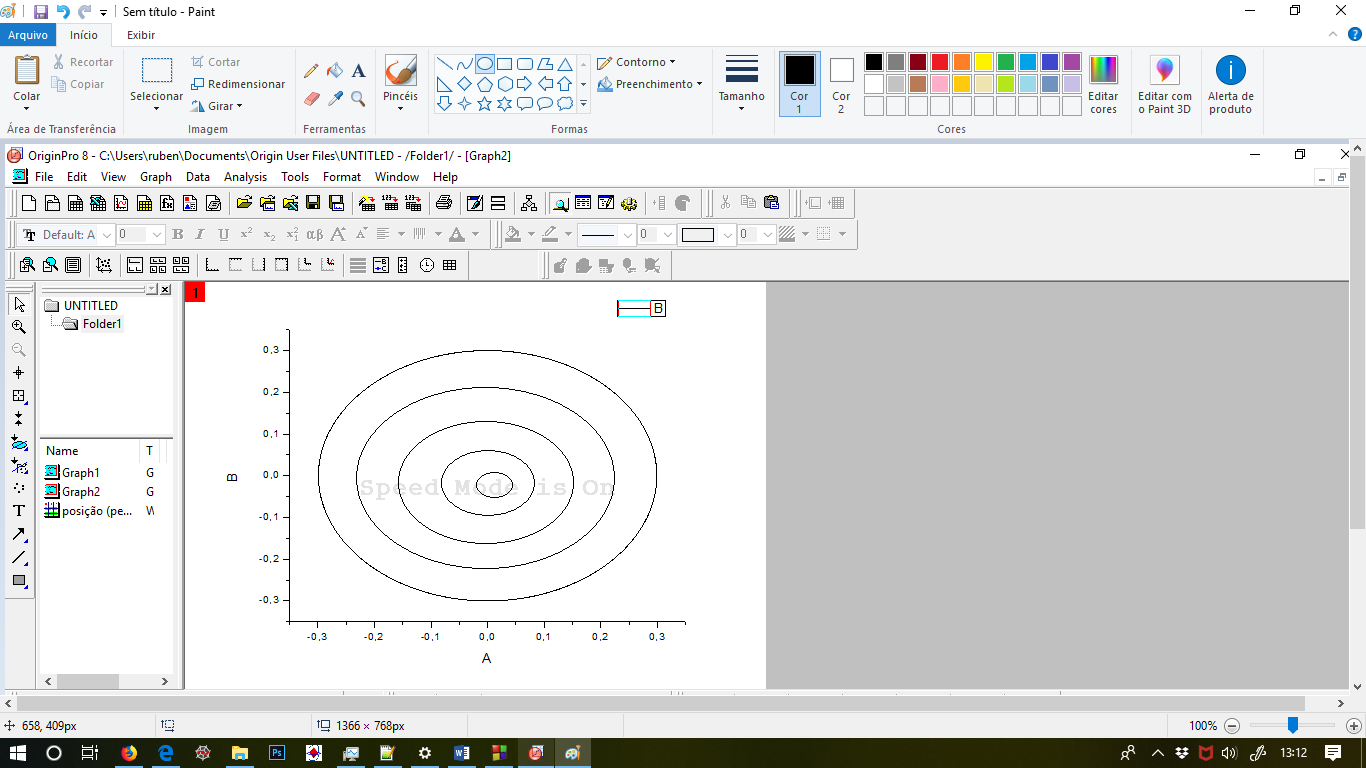 Sem título - Paint
Arquivo Início Exibir
Colar
Recortar
Copiar
Área de Transferência
Selecionar
Cortar
Redimensionar
Girar
Imagem
Ferramentas
Pincéis
Contorno
Preenchimento
Formas
Tamanho
Cor 1
Cor 2
Editar cores
Cores
Editar com o Paint 3D
Alerta de produto
OriginPro 8 - C:\Users\ruben\Documents\Origin User Files\UNTITLED - /Folder1/ - [Graph2]
File Edit View Graph Data Analysis Tools Format Window Help
Default: A 0 B I U x² x₂ αβ A A A 0 0
UNTITLED
Folder1
Name T
Graph1 G
Graph2 G
posição (pe... W
1
B
0,3
0,2
0,1
0,0
-0,1
-0,2
-0,3
B
Speed Mode is On
-0,3 -0,2 -0,1 0,0 0,1 0,2 0,3
A
658, 409px 1366 × 768px 100%
13:12